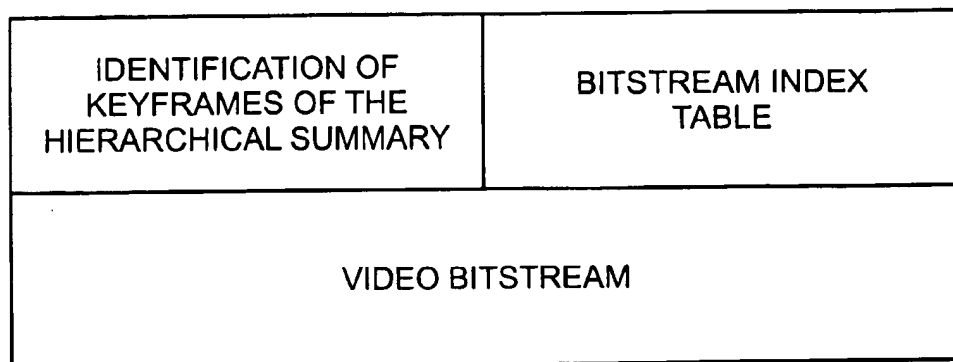 IDENTIFICATION OF
KEYFRAMES OF THE
HIERARCHICAL SUMMARY
BITSTREAM INDEX
TABLE
VIDEO BITSTREAM